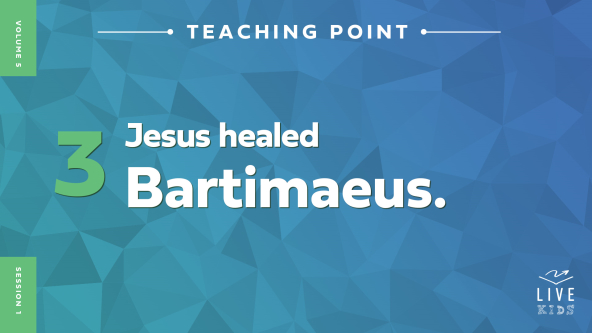 VOLUME 5
TEACHING POINT
3
Jesus healed
Bartimaeus.
SESSION 1
LIVE
KIDS